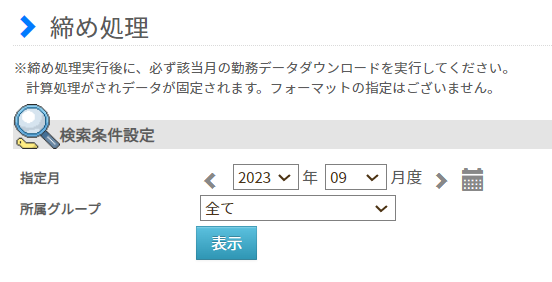 締め処理
※締め処理実行後に、必ず該当月の勤務データダウンロードを実行してください。
計算処理がされデータが固定されます。フォーマットの指定はございません。
検索条件設定
指定月 2023 年 09 月度
所属グループ 全て
表示